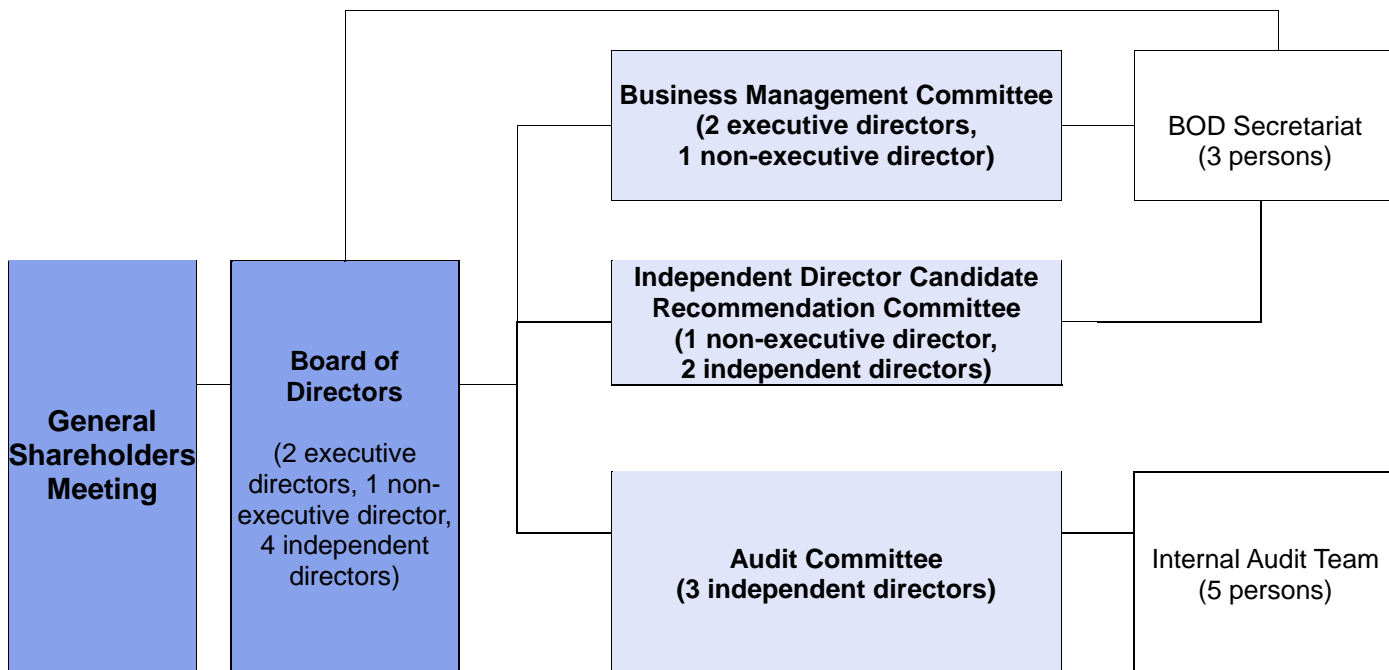 General
Shareholders
Meeting
Board of
Directors
(2 executive
directors, 1 non-
executive director,
4 independent
directors)
Business Management Committee
(2 executive directors,
1 non-executive director)
Independent Director Candidate
Recommendation Committee
(1 non-executive director,
2 independent directors)
Audit Committee
(3 independent directors)
BOD Secretariat
(3 persons)
Internal Audit Team
(5 persons)